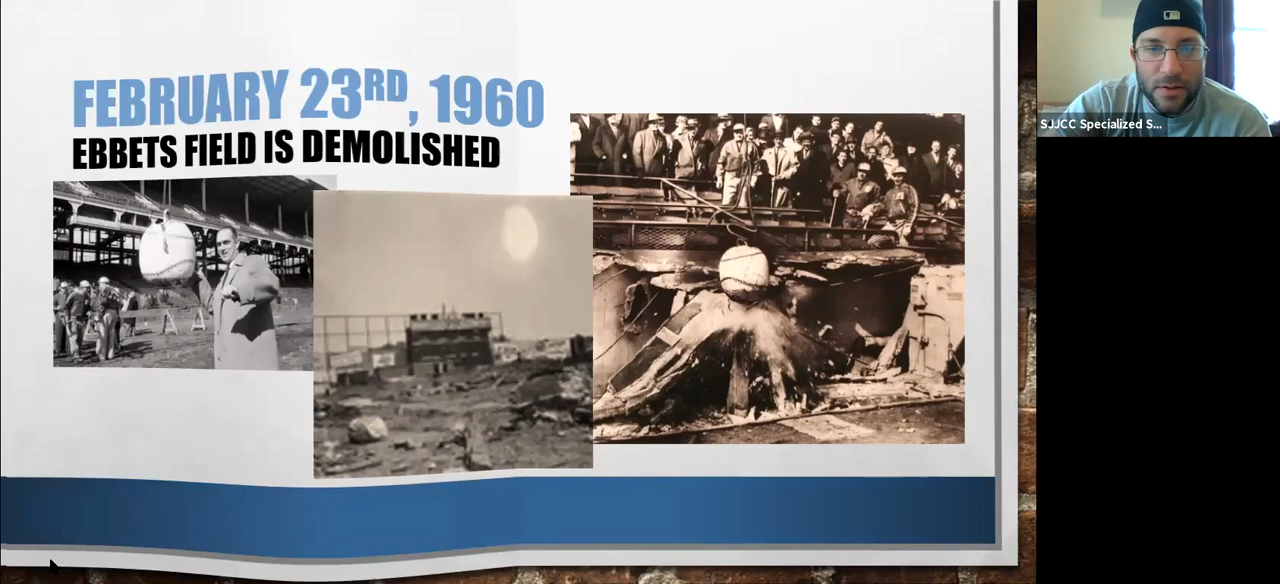 FEBRUARY 23RD, 1960
EBBETS FIELD IS DEMOLISHED
SJJCC Specialized S...